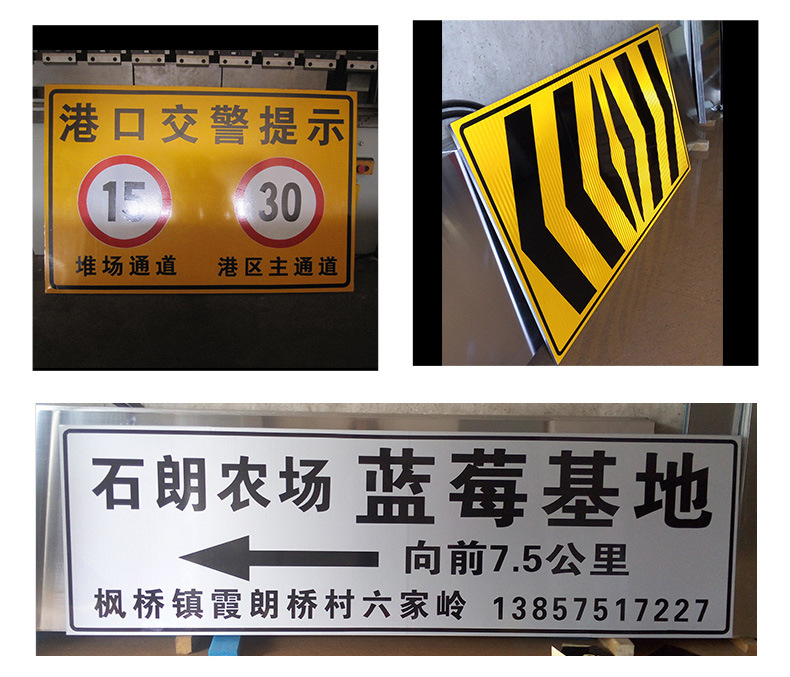 港口交警提示
15 30
堆场通道 港区主通道
石朗农场 蓝莓基地
向前7.5公里
枫桥镇霞朗桥村六家岭 13857517227